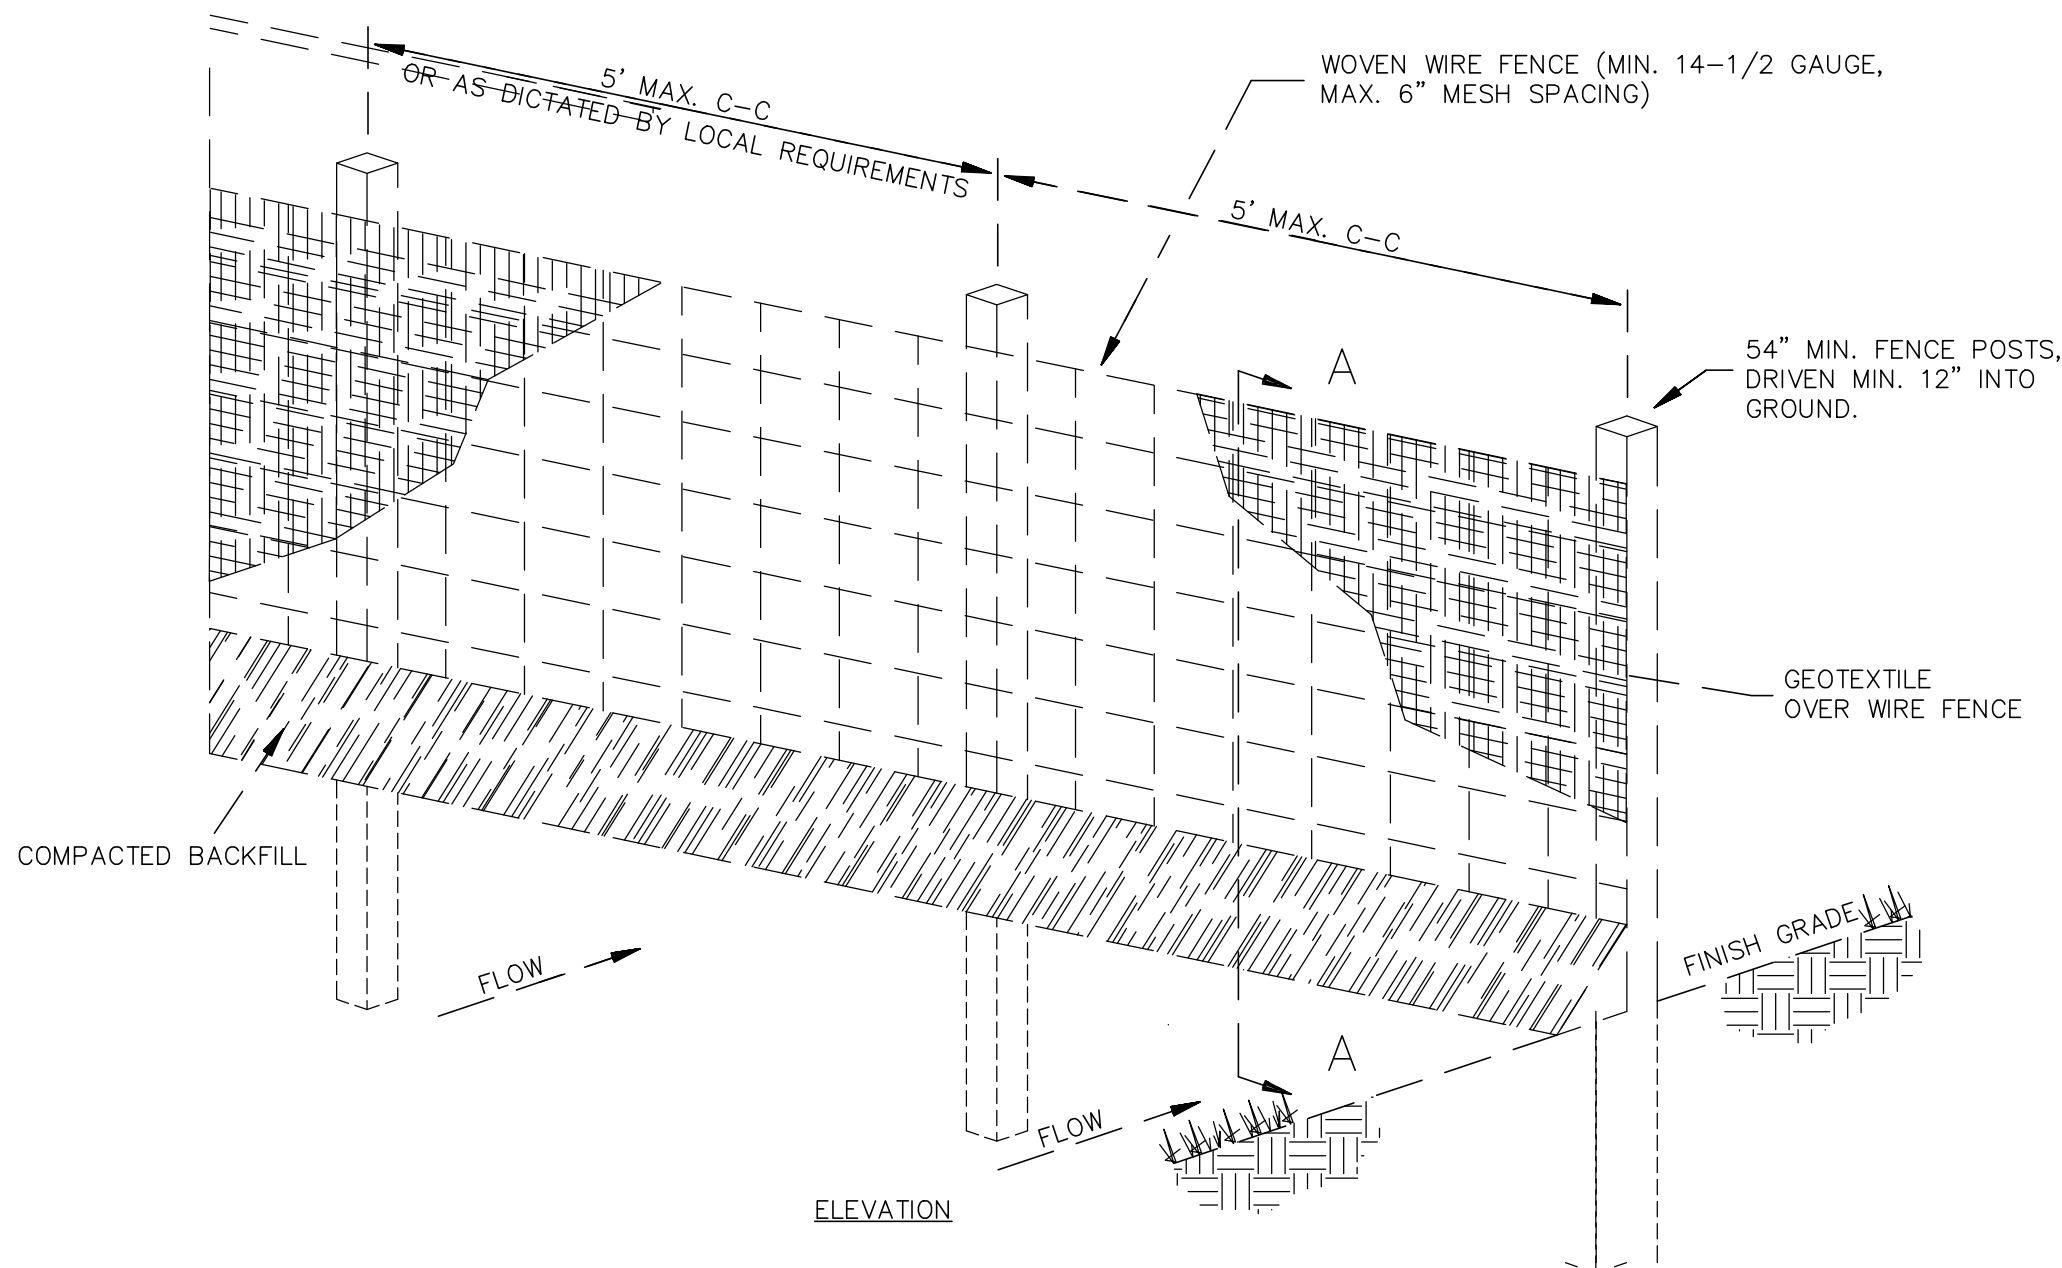 5' MAX. C-C
OR AS DICTATED BY LOCAL REQUIREMENTS
WOVEN WIRE FENCE (MIN. 14-1/2 GAUGE,
MAX. 6" MESH SPACING)
5' MAX. C-C
A
54" MIN. FENCE POSTS,
DRIVEN MIN. 12" INTO
GROUND.
GEOTEXTILE
OVER WIRE FENCE
COMPACTED BACKFILL
FINISH GRADE
FLOW
A
FLOW
ELEVATION